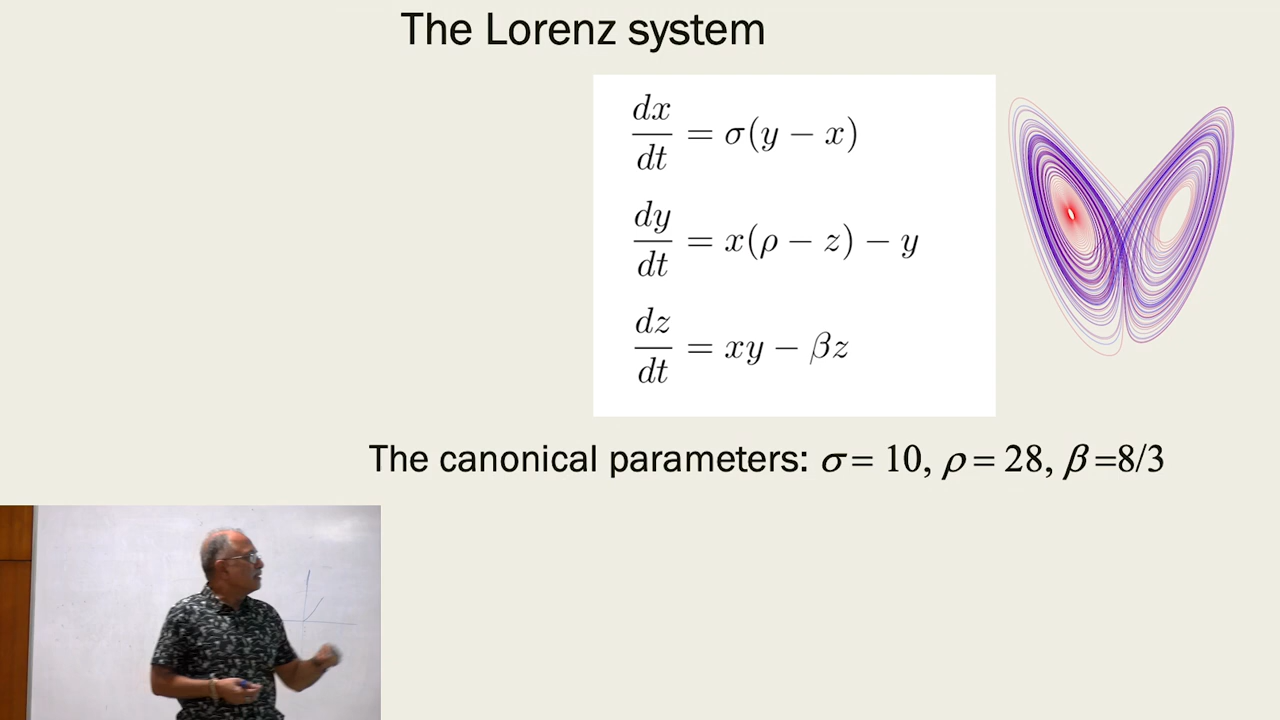 The Lorenz system
dx/dt = σ(y − x)
dy/dt = x(ρ − z) − y
dz/dt = xy − βz
The canonical parameters: σ = 10, ρ = 28, β =8/3